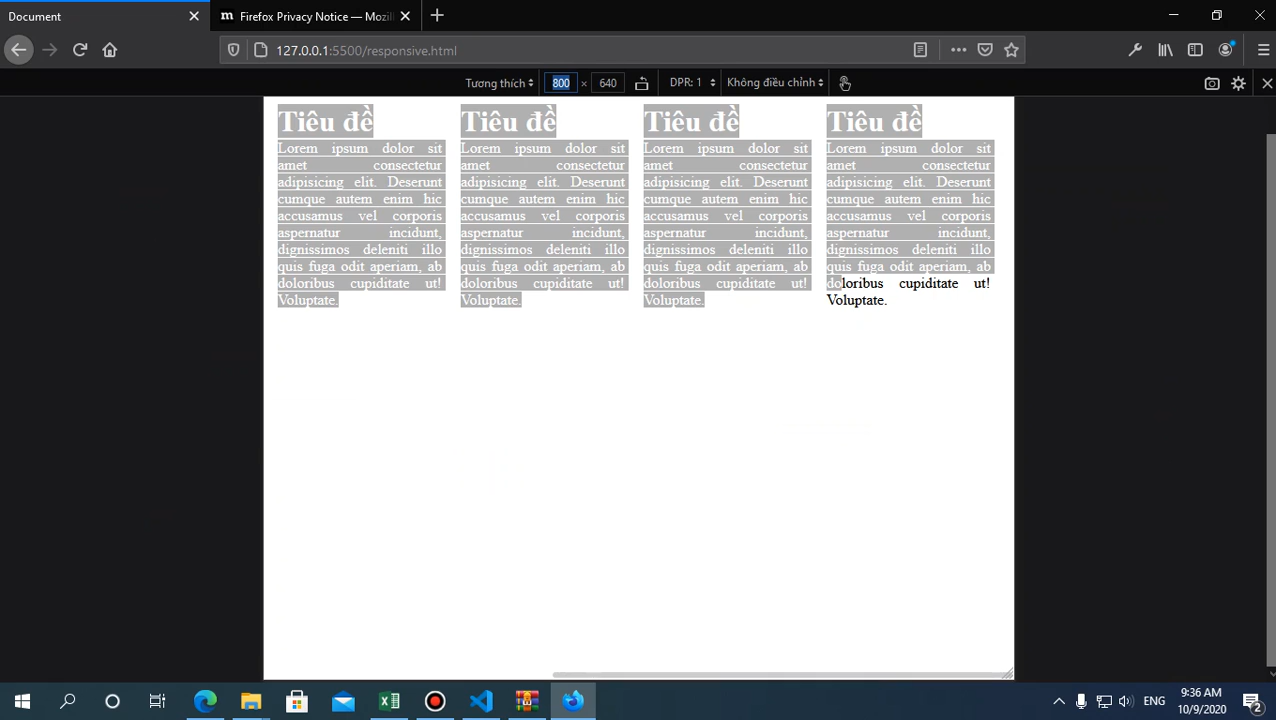 Document
Firefox Privacy Notice — Mozil
127.0.0.1:5500/responsive.html
Tương thích 800 × 640 DPR: 1 Không điều chỉnh
Tiêu đề
Lorem ipsum dolor sit
amet consectetur
adipisicing elit. Deserunt
cumque autem enim hic
accusamus vel corporis
aspernatur incidunt,
dignissimos deleniti illo
quis fuga odit aperiam, ab
doloribus cupiditate ut!
Voluptate.
Tiêu đề
Lorem ipsum dolor sit
amet consectetur
adipisicing elit. Deserunt
cumque autem enim hic
accusamus vel corporis
aspernatur incidunt,
dignissimos deleniti illo
quis fuga odit aperiam, ab
doloribus cupiditate ut!
Voluptate.
Tiêu đề
Lorem ipsum dolor sit
amet consectetur
adipisicing elit. Deserunt
cumque autem enim hic
accusamus vel corporis
aspernatur incidunt,
dignissimos deleniti illo
quis fuga odit aperiam, ab
doloribus cupiditate ut!
Voluptate.
Tiêu đề
Lorem ipsum dolor sit
amet consectetur
adipisicing elit. Deserunt
cumque autem enim hic
accusamus vel corporis
aspernatur incidunt,
dignissimos deleniti illo
quis fuga odit aperiam, ab
doloribus cupiditate ut!
Voluptate.
ENG
9:36 AM
10/9/2020
2